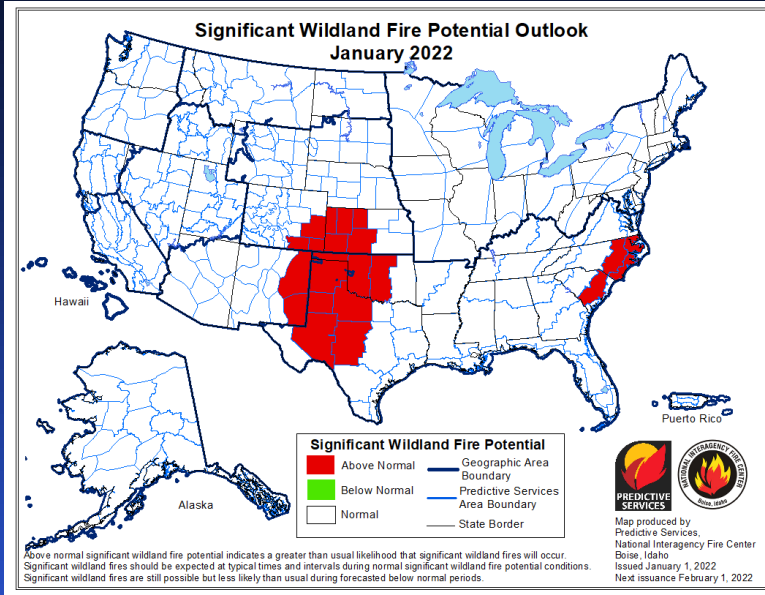 Significant Wildland Fire Potential Outlook
January 2022
Hawaii
Alaska
Puerto Rico
Significant Wildland Fire Potential
Above Normal
Below Normal
Normal
Geographic Area
Boundary
Predictive Services
Area Boundary
State Border
PREDICTIVE
SERVICES
NATIONAL INTERAGENCY FIRE CENTER
Boise, Idaho
Map produced by
Predictive Services,
National Interagency Fire Center
Boise, Idaho
Issued January 1, 2022
Next issuance February 1, 2022
Above normal significant wildland fire potential indicates a greater than usual likelihood that significant wildland fires will occur.
Significant wildland fires should be expected at typical times and intervals during normal significant wildland fire potential conditions.
Significant wildland fires are still possible but less likely than usual during forecasted below normal periods.